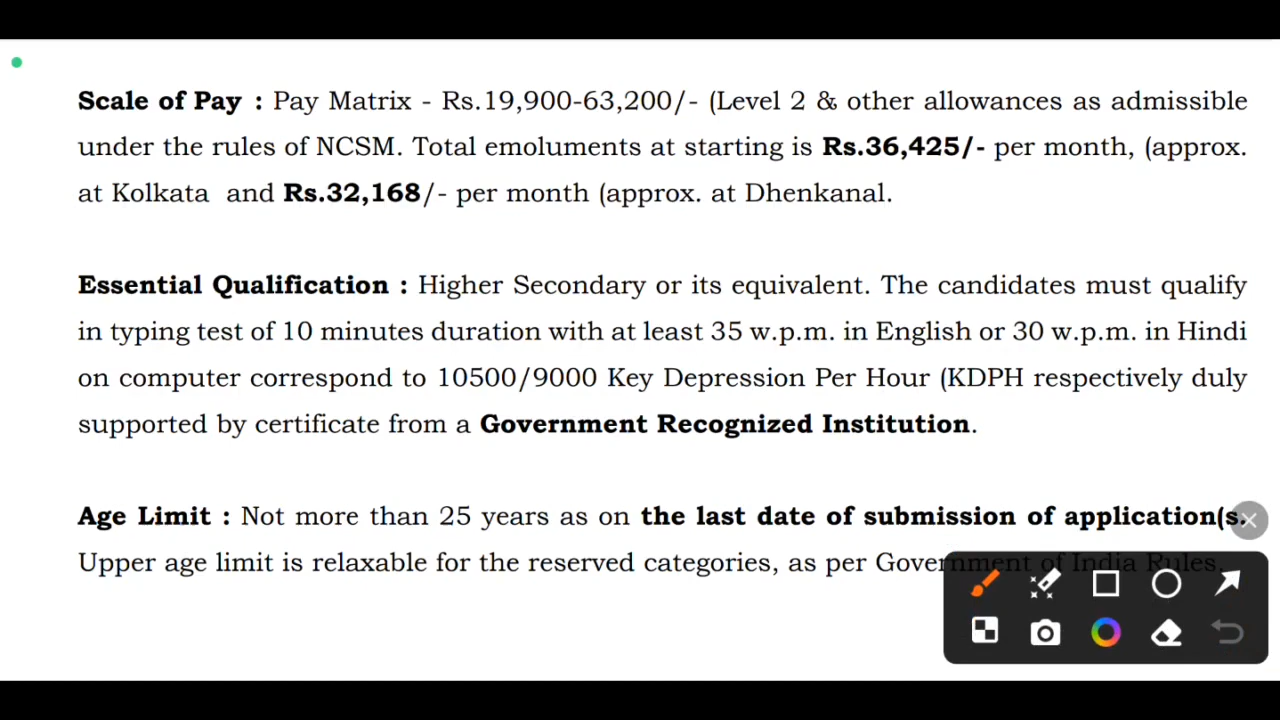 Scale of Pay : Pay Matrix - Rs.19,900-63,200/- (Level 2 & other allowances as admissible
under the rules of NCSM. Total emoluments at starting is Rs.36,425/- per month, (approx.
at Kolkata and Rs.32,168/- per month (approx. at Dhenkanal.
Essential Qualification : Higher Secondary or its equivalent. The candidates must qualify
in typing test of 10 minutes duration with at least 35 w.p.m. in English or 30 w.p.m. in Hindi
on computer correspond to 10500/9000 Key Depression Per Hour (KDPH respectively duly
supported by certificate from a Government Recognized Institution.
Age Limit : Not more than 25 years as on the last date of submission of application(s.
Upper age limit is relaxable for the reserved categories, as per Government of India Rules.